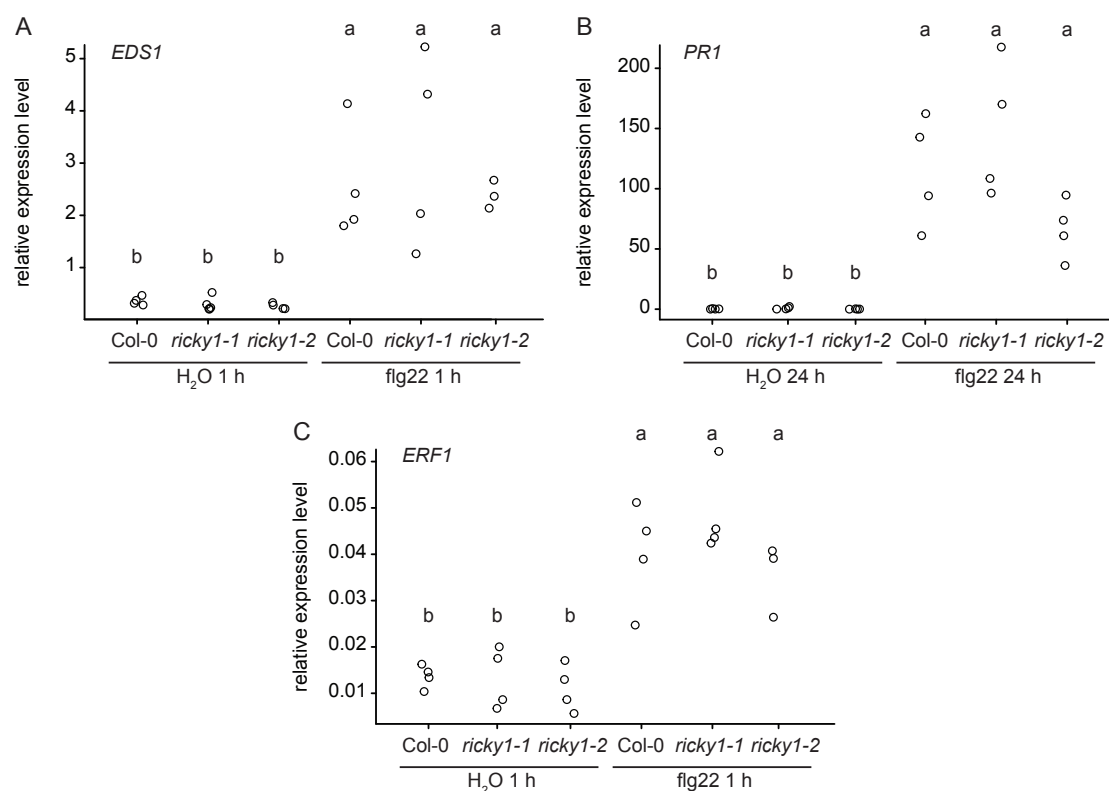 A
EDS1
a a a
b b b
relative expression level
5
4
3
2
1
Col-0 ricky1-1 ricky1-2 Col-0 ricky1-1 ricky1-2
H₂O 1 h flg22 1 h
B
PR1
a a a
b b b
relative expression level
200
150
100
50
0
Col-0 ricky1-1 ricky1-2 Col-0 ricky1-1 ricky1-2
H₂O 24 h flg22 24 h
C
ERF1
a a a
b b b
relative expression level
0.06
0.05
0.04
0.03
0.02
0.01
Col-0 ricky1-1 ricky1-2 Col-0 ricky1-1 ricky1-2
H₂O 1 h flg22 1 h